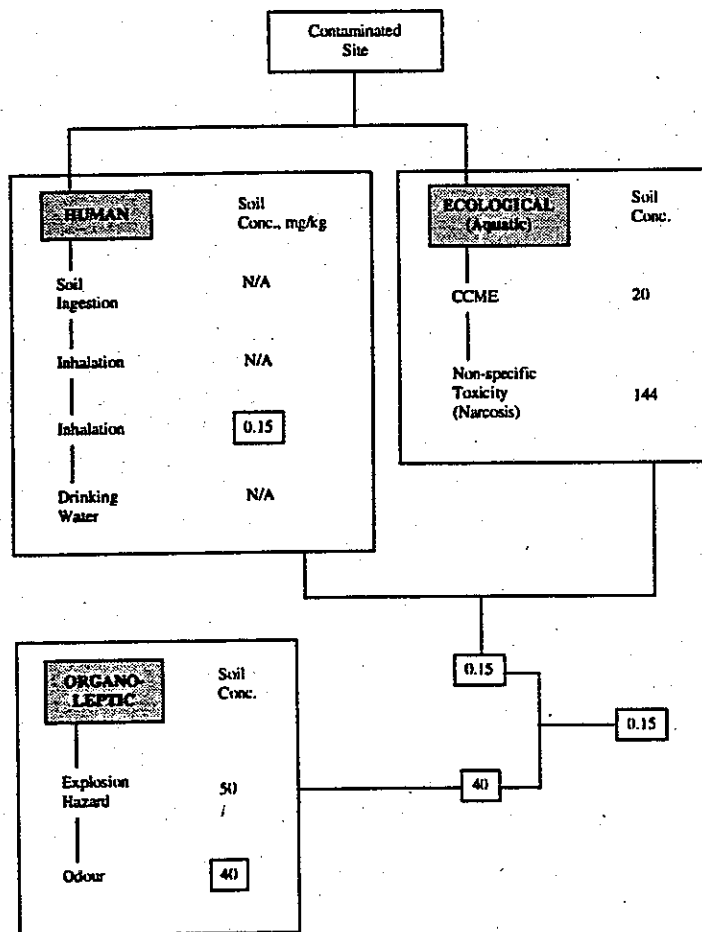 Contaminated
Site
HUMAN
Soil
Conc., mg/kg
Soil
Ingestion
N/A
Inhalation
N/A
Inhalation
0.15
Drinking
Water
N/A
ECOLOGICAL
(Aquatic)
Soil
Conc.
CCME
20
Non-specific
Toxicity
(Narcosis)
144
0.15
0.15
40
ORGANO-
LEPTIC
Soil
Conc.
Explosion
Hazard
50
/
Odour
40